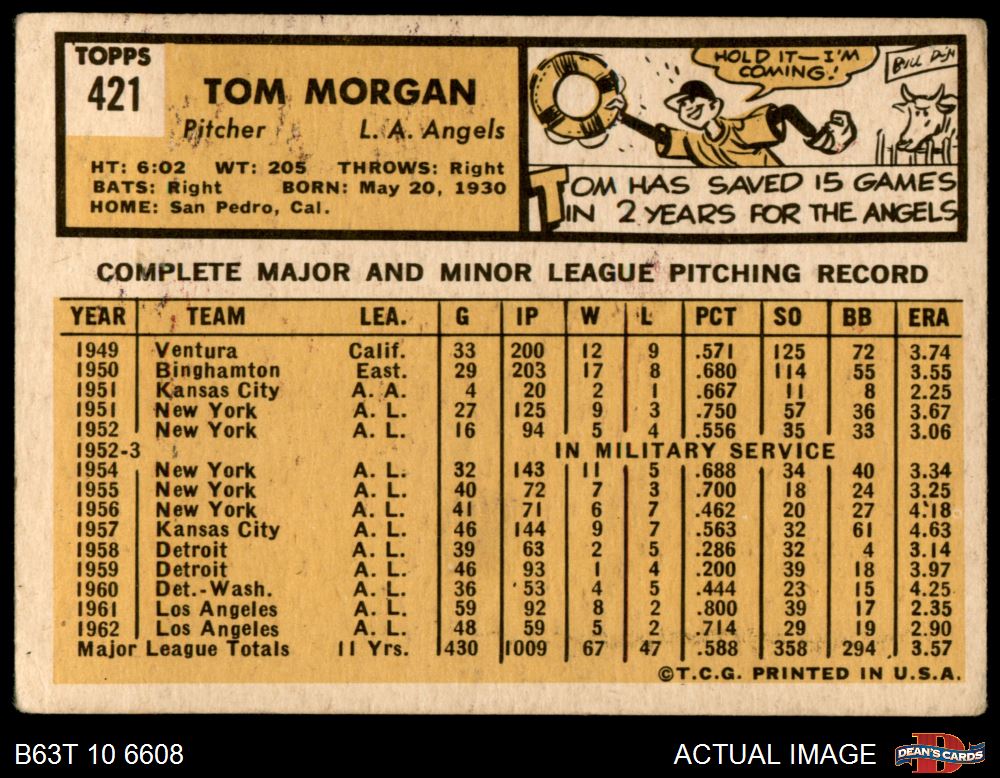 TOPPS
421
TOM MORGAN
Pitcher L. A. Angels
HT: 6:02 WT: 205 THROWS: Right
BATS: Right BORN: May 20, 1930
HOME: San Pedro, Cal.
HOLD IT—I'M
COMING!
TOM HAS SAVED 15 GAMES
IN 2 YEARS FOR THE ANGELS
COMPLETE MAJOR AND MINOR LEAGUE PITCHING RECORD
YEAR TEAM LEA. G IP W L PCT SO BB ERA
1949 Ventura Calif. 33 200 12 9 .571 125 72 3.74
1950 Binghamton East. 29 203 17 8 .680 114 55 3.55
1951 Kansas City A. A. 4 20 2 1 .667 11 8 2.25
1951 New York A. L. 27 125 9 3 .750 57 36 3.67
1952 New York A. L. 16 94 5 4 .556 35 33 3.06
1952-3 IN MILITARY SERVICE
1954 New York A. L. 32 143 11 5 .688 34 40 3.34
1955 New York A. L. 40 72 7 3 .700 18 24 3.25
1956 New York A. L. 41 71 6 7 .462 20 27 4.18
1957 Kansas City A. L. 46 144 9 7 .563 32 61 4.63
1958 Detroit A. L. 39 63 2 5 .286 32 4 3.14
1959 Detroit A. L. 46 93 1 4 .200 39 18 3.97
1960 Det.-Wash. A. L. 36 53 4 5 .444 23 15 4.25
1961 Los Angeles A. L. 59 92 8 2 .800 39 17 2.35
1962 Los Angeles A. L. 48 59 5 2 .714 29 19 2.90
Major League Totals 11 Yrs. 430 1009 67 47 .588 358 294 3.57
©T.C.G. PRINTED IN U.S.A.
B63T 10 6608 ACTUAL IMAGE
DEAN'S CARDS